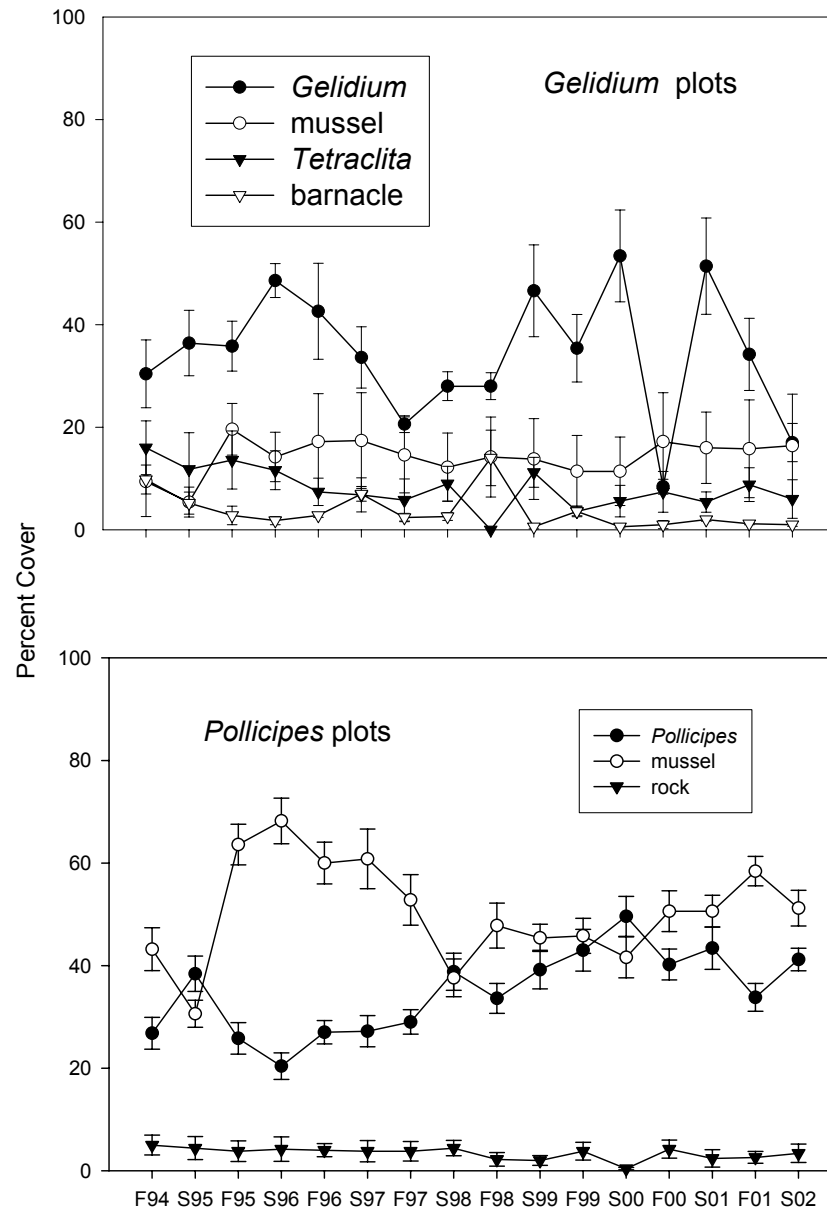 100
80
60
40
20
0
Gelidium
mussel
Tetraclita
barnacle
Gelidium plots
Percent Cover
100
80
60
40
20
0
Pollicipes plots
Pollicipes
mussel
rock
F94 S95 F95 S96 F96 S97 F97 S98 F98 S99 F99 S00 F00 S01 F01 S02